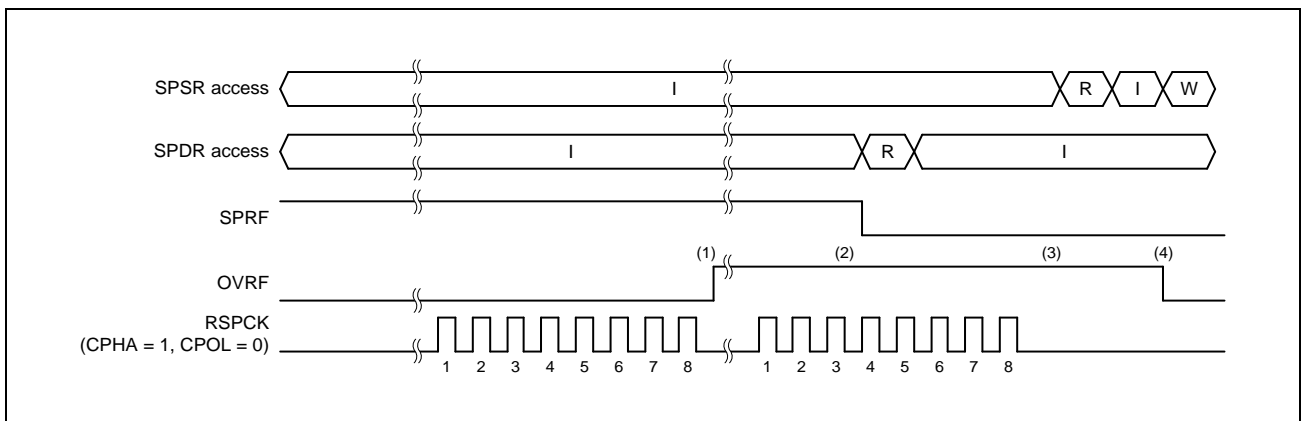 SPSR access I R I W
SPDR access I R I
SPRF
(1) (2) (3) (4)
OVRF
RSPCK
(CPHA = 1, CPOL = 0)
1 2 3 4 5 6 7 8 1 2 3 4 5 6 7 8